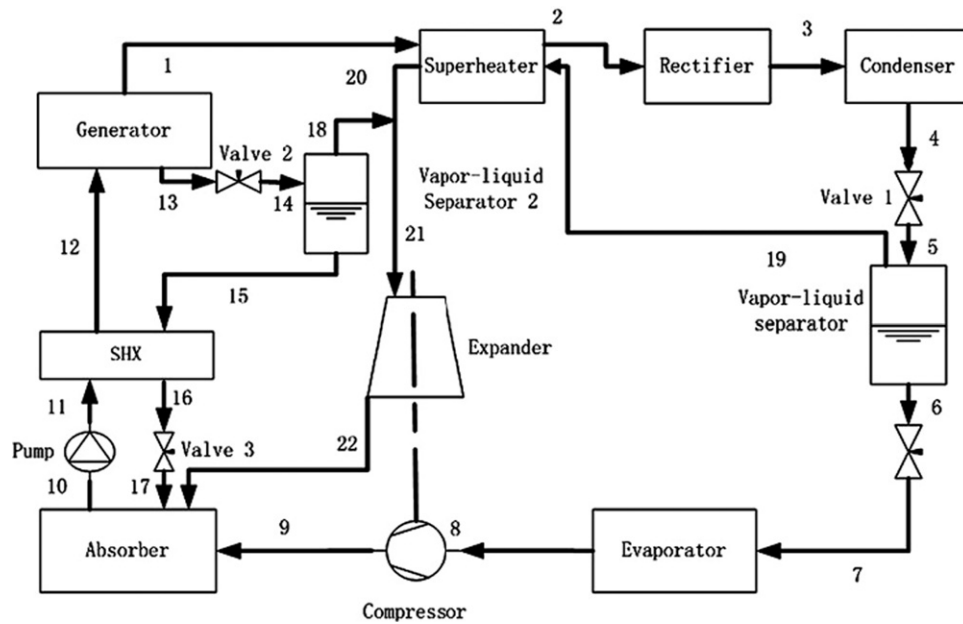 2
3
1
20
Superheater
Rectifier
Condenser
Generator
18
4
Valve 2
Vapor-liquid
Separator 2
Valve 1
13
14
12
21
19
5
15
Vapor-liquid
separator
SHX
Expander
11
16
6
Pump
Valve 3
22
10
17
Absorber
9
8
Evaporator
7
Compressor